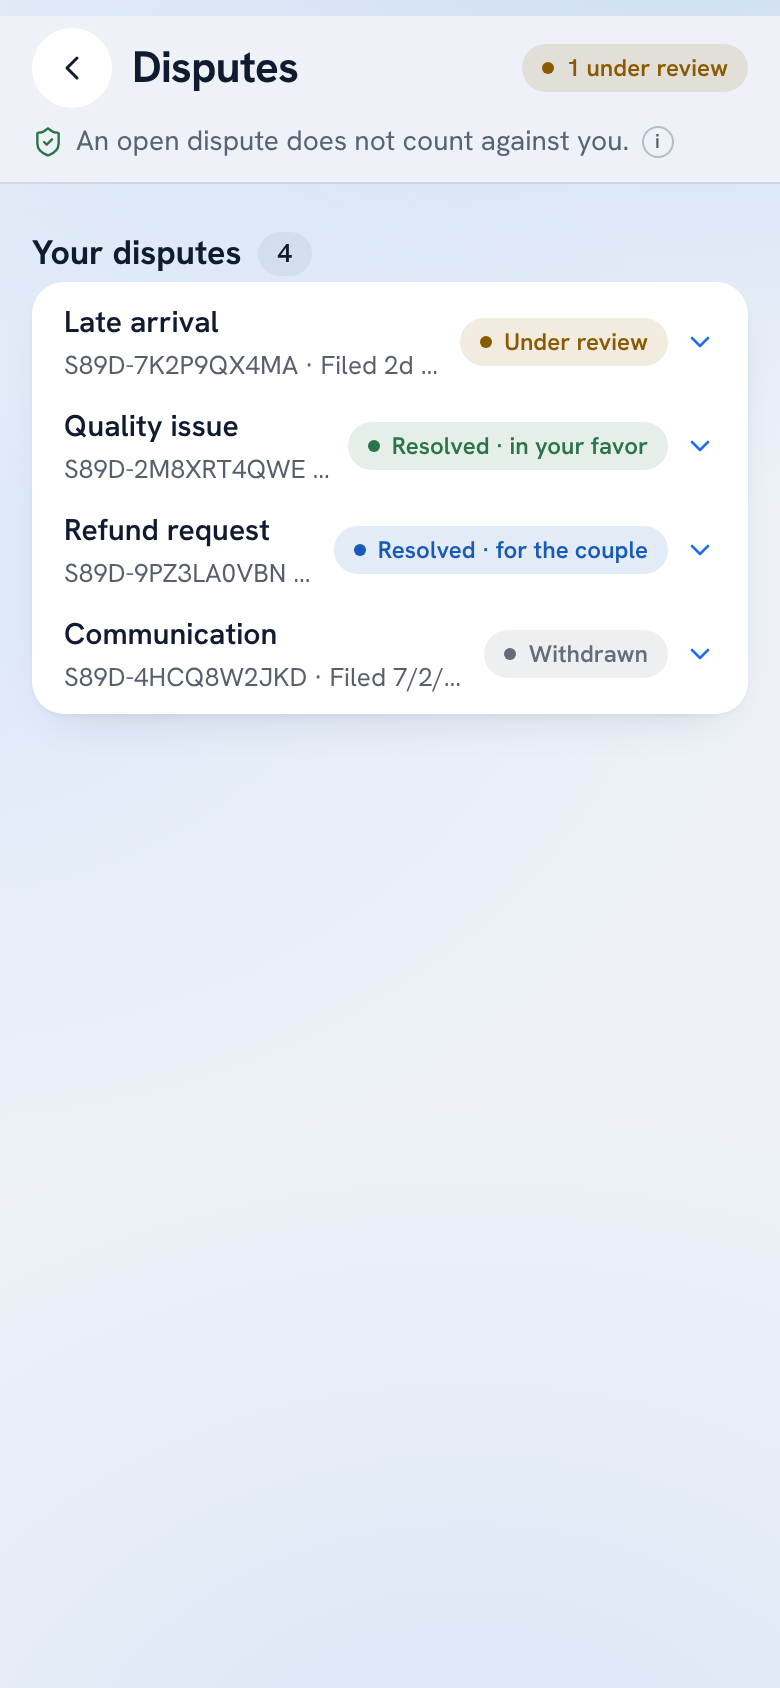 Disputes
1 under review
An open dispute does not count against you.
i
Your disputes 4
Late arrival
S89D-7K2P9QX4MA · Filed 2d ...
Under review
Quality issue
S89D-2M8XRT4QWE ...
Resolved · in your favor
Refund request
S89D-9PZ3LA0VBN ...
Resolved · for the couple
Communication
S89D-4HCQ8W2JKD · Filed 7/2/...
Withdrawn